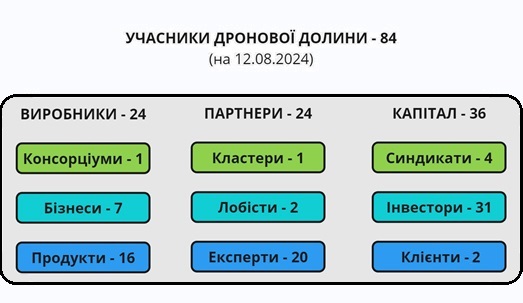 УЧАСНИКИ ДРОНОВОЇ ДОЛИНИ - 84
(на 12.08.2024)
ВИРОБНИКИ - 24
ПАРТНЕРИ - 24
КАПІТАЛ - 36
Консорціуми - 1
Кластери - 1
Синдикати - 4
Бізнеси - 7
Лобісти - 2
Інвестори - 31
Продукти - 16
Експерти - 20
Клієнти - 2